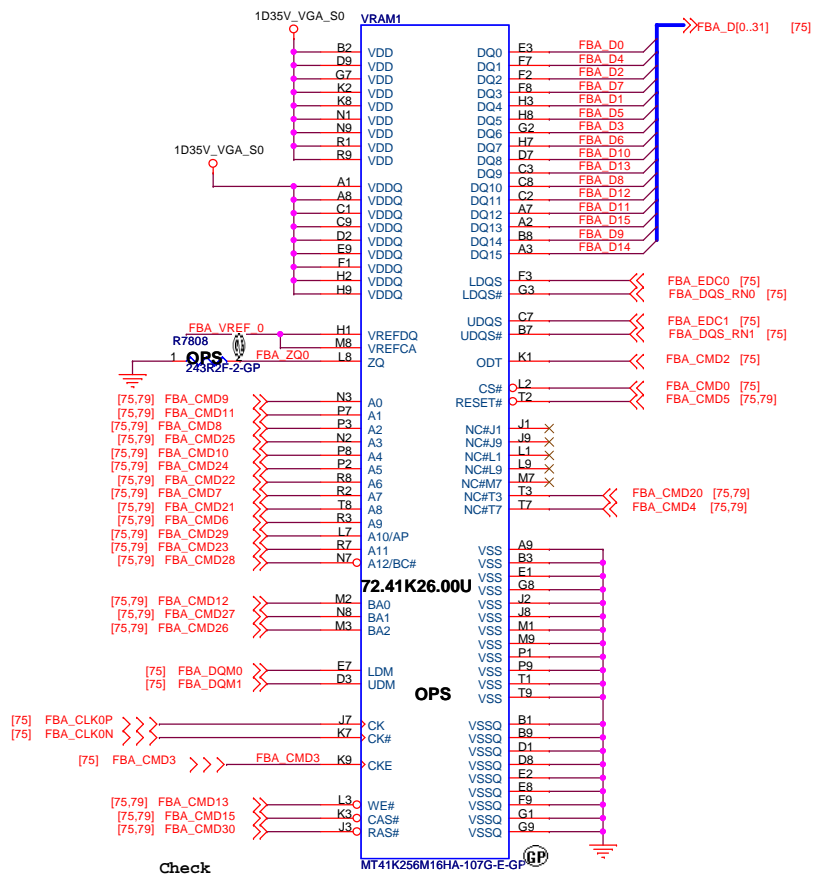 1D35V_VGA_S0
VRAM1
FBA_D[0..31] [75]
B2 VDD DQ0 E3 FBA_D0
D9 VDD DQ1 F7 FBA_D4
G7 VDD DQ2 F2 FBA_D2
K2 VDD DQ3 F8 FBA_D7
K8 VDD DQ4 H3 FBA_D1
N1 VDD DQ5 H8 FBA_D5
N9 VDD DQ6 G2 FBA_D3
R1 VDD DQ7 H7 FBA_D6
R9 VDD DQ8 D7 FBA_D10
1D35V_VGA_S0
DQ9 C3 FBA_D13
A1 VDDQ DQ10 C8 FBA_D8
A8 VDDQ DQ11 C2 FBA_D12
C1 VDDQ DQ12 A7 FBA_D11
C9 VDDQ DQ13 A2 FBA_D15
D2 VDDQ DQ14 B8 FBA_D9
E9 VDDQ DQ15 A3 FBA_D14
F1 VDDQ
H2 VDDQ LDQS F3 FBA_EDC0 [75]
H9 VDDQ LDQS# G3 FBA_DQS_RN0 [75]
UDQS C7 FBA_EDC1 [75]
UDQS# B7 FBA_DQS_RN1 [75]
FBA_VREF_0 H1 VREFDQ
M8 VREFCA
R7808
1 OPS 2 FBA_ZQ0 L8 ZQ
243R2F-2-GP
ODT K1 FBA_CMD2 [75]
CS# L2 FBA_CMD0 [75]
RESET# T2 FBA_CMD5 [75,79]
[75,79] FBA_CMD9 N3 A0
[75,79] FBA_CMD11 P7 A1
[75,79] FBA_CMD8 P3 A2
[75,79] FBA_CMD25 N2 A3
[75,79] FBA_CMD10 P8 A4
[75,79] FBA_CMD24 P2 A5
[75,79] FBA_CMD22 R8 A6
[75,79] FBA_CMD7 R2 A7
[75,79] FBA_CMD21 T8 A8
[75,79] FBA_CMD6 R3 A9
[75,79] FBA_CMD29 L7 A10/AP
[75,79] FBA_CMD23 R7 A11
[75,79] FBA_CMD28 N7 A12/BC#
NC#J1 J1
NC#J9 J9
NC#L1 L1
NC#L9 L9
NC#M7 M7
NC#T3 T3 FBA_CMD20 [75,79]
NC#T7 T7 FBA_CMD4 [75,79]
72.41K26.00U
[75,79] FBA_CMD12 M2 BA0
[75,79] FBA_CMD27 N8 BA1
[75,79] FBA_CMD26 M3 BA2
VSS A9
VSS B3
VSS E1
VSS G8
VSS J2
VSS J8
VSS M1
VSS M9
VSS P1
VSS P9
VSS T1
VSS T9
[75] FBA_DQM0 E7 LDM
[75] FBA_DQM1 D3 UDM
OPS
[75] FBA_CLK0P J7 CK
[75] FBA_CLK0N K7 CK#
[75] FBA_CMD3 FBA_CMD3 K9 CKE
VSSQ B1
VSSQ B9
VSSQ D1
VSSQ D8
VSSQ E2
VSSQ E8
VSSQ F9
VSSQ G1
VSSQ G9
[75,79] FBA_CMD13 L3 WE#
[75,79] FBA_CMD15 K3 CAS#
[75,79] FBA_CMD30 J3 RAS#
Check
MT41K256M16HA-107G-E-GP
GP